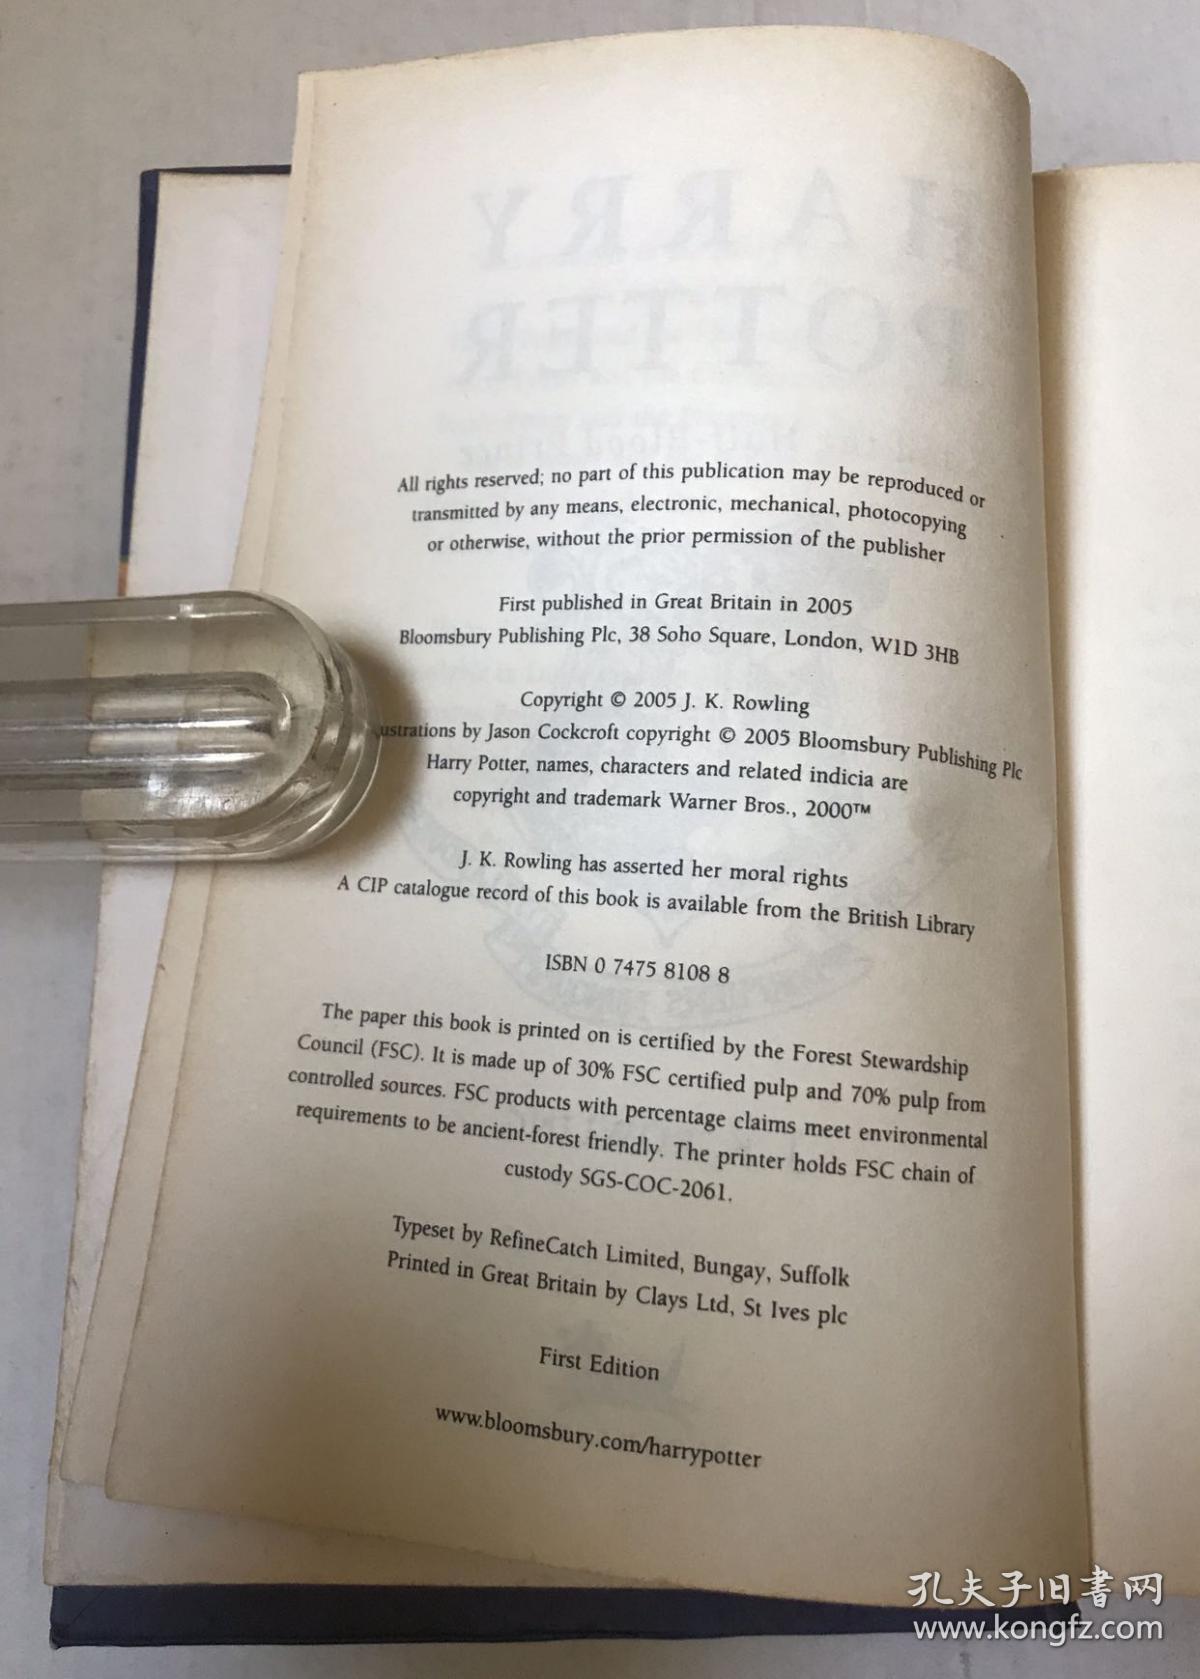 All rights reserved; no part of this publication may be reproduced or
transmitted by any means, electronic, mechanical, photocopying
or otherwise, without the prior permission of the publisher
First published in Great Britain in 2005
Bloomsbury Publishing Plc, 38 Soho Square, London, W1D 3HB
Copyright © 2005 J. K. Rowling
ustrations by Jason Cockcroft copyright © 2005 Bloomsbury Publishing Plc
Harry Potter, names, characters and related indicia are
copyright and trademark Warner Bros., 2000™
J. K. Rowling has asserted her moral rights
A CIP catalogue record of this book is available from the British Library
ISBN 0 7475 8108 8
The paper this book is printed on is certified by the Forest Stewardship
Council (FSC). It is made up of 30% FSC certified pulp and 70% pulp from
controlled sources. FSC products with percentage claims meet environmental
requirements to be ancient-forest friendly. The printer holds FSC chain of
custody SGS-COC-2061.
Typeset by RefineCatch Limited, Bungay, Suffolk
Printed in Great Britain by Clays Ltd, St Ives plc
First Edition
www.bloomsbury.com/harrypotter
孔夫子旧書网
www.kongfz.com